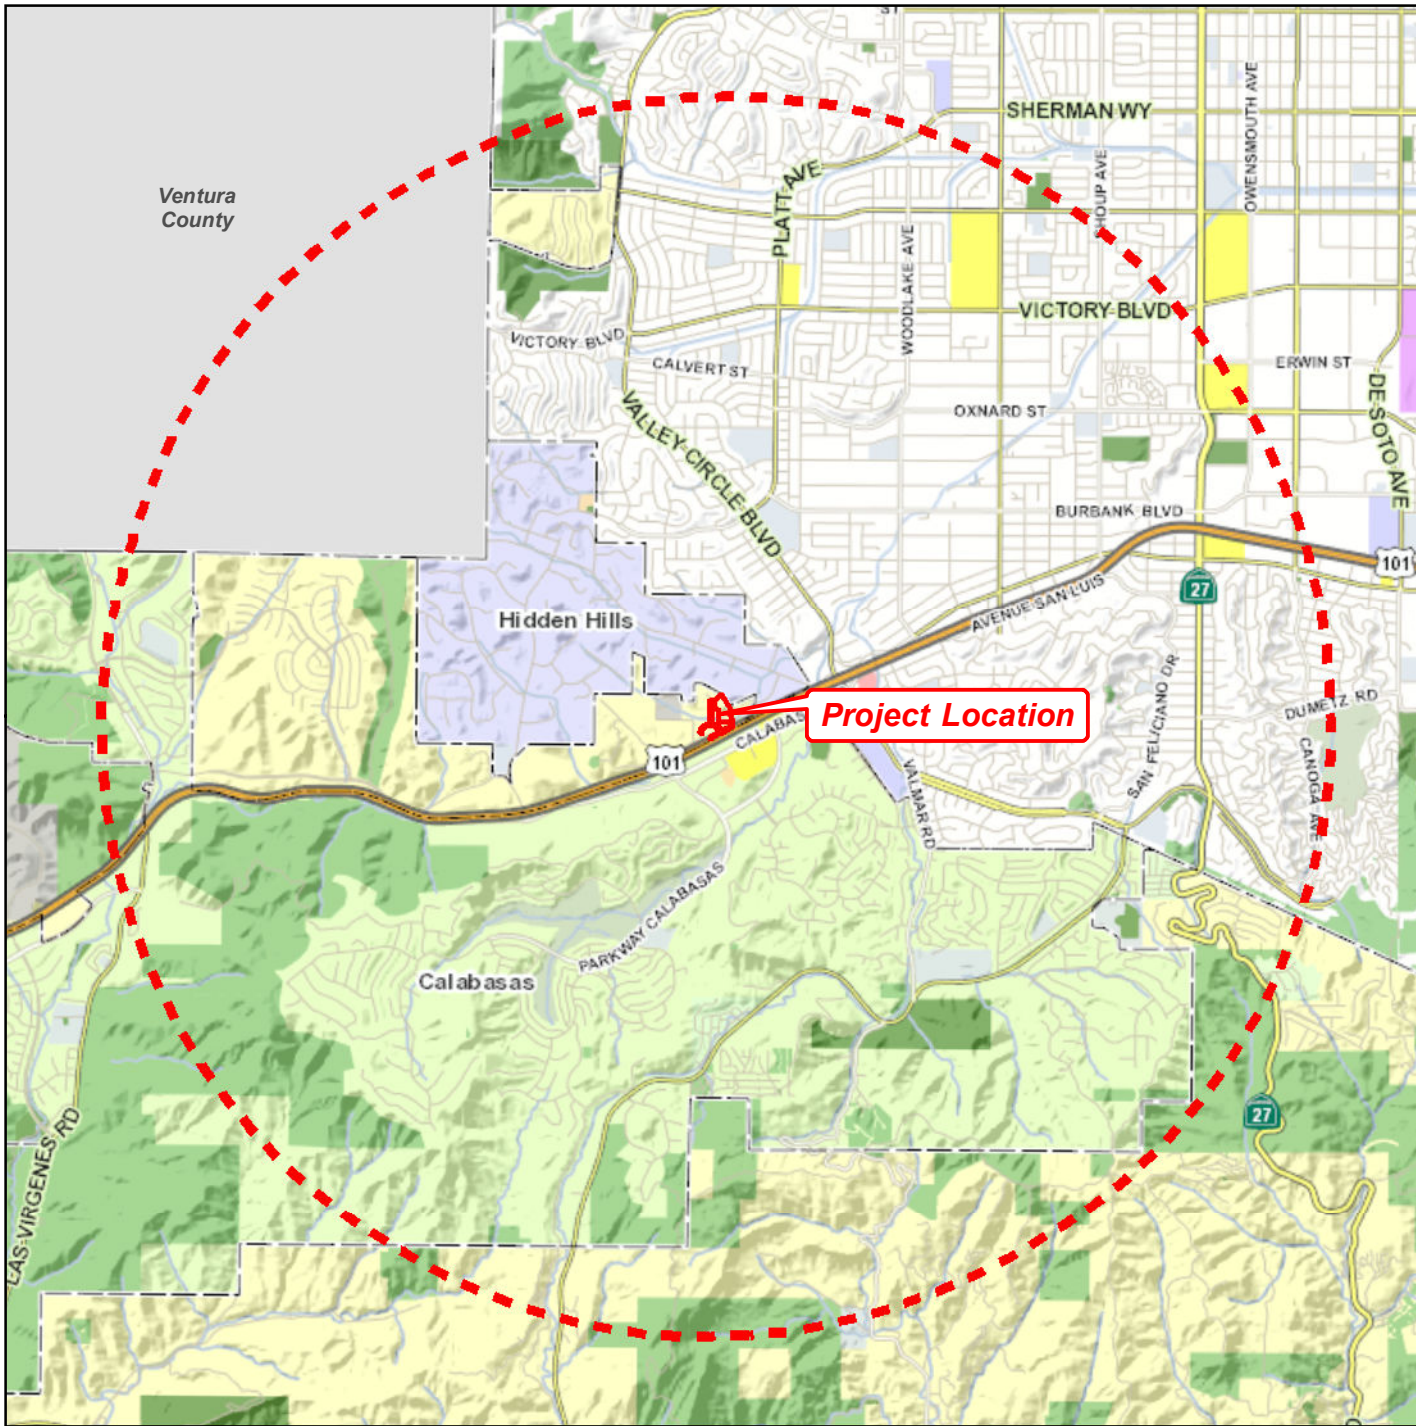 ST
SHERMAN WY
OWENSMOUTH AVE
SHOUP AVE
PLATT AVE
Ventura
County
WOODLAKE AVE
VICTORY BLVD
VICTORY BLVD
CALVERT ST
ERWIN ST
OXNARD ST
DE SOTO AVE
VALLEY CIRCLE BLVD
BURBANK BLVD
101
27
AVENUE SAN LUIS
Hidden Hills
Project Location
CALABAS
101
SAN FELICIANO DR
DUMETZ RD
CANOGA AVE
VALMAR RD
PARKWAY CALABASAS
Calabasas
27
LAS VIRGENES RD